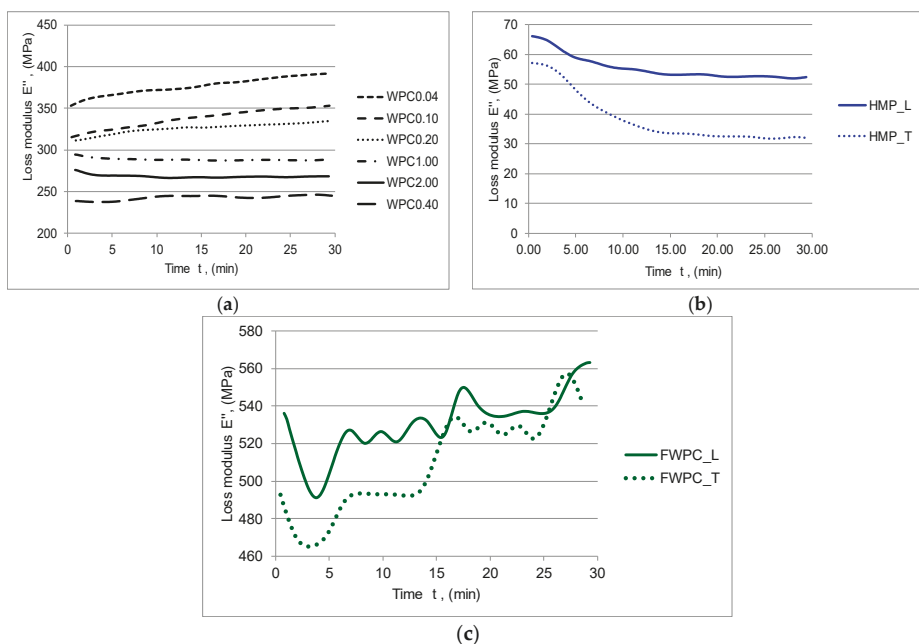 450
400
350
300
250
200
Loss modulus E'' , (MPa)
0 5 10 15 20 25 30
Time t , (min)
WPC0.04
WPC0.10
WPC0.20
WPC1.00
WPC2.00
WPC0.40
(a)
70
60
50
40
30
20
10
0
Loss modulus E'', (MPa)
0.00 5.00 10.00 15.00 20.00 25.00 30.00
Time t , (min)
HMP_L
HMP_T
(b)
580
560
540
520
500
480
460
Loss modulus E'', (MPa)
0 5 10 15 20 25 30
Time t , (min)
FWPC_L
FWPC_T
(c)